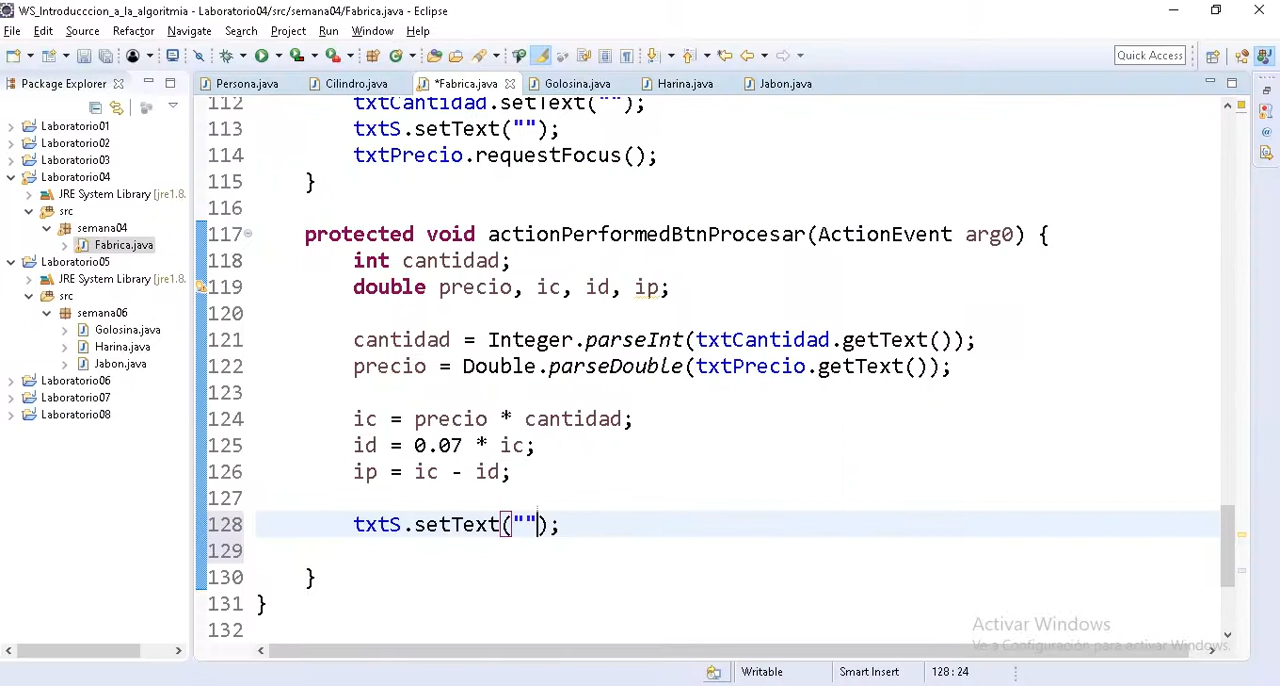 WS_Introducccion_a_la_algoritmia - Laboratorio04/src/semana04/Fabrica.java - Eclipse
File Edit Source Refactor Navigate Search Project Run Window Help
Quick Access
Package Explorer
Persona.java Cilindro.java *Fabrica.java Golosina.java Harina.java Jabon.java
Laboratorio01
Laboratorio02
Laboratorio03
Laboratorio04
JRE System Library [jre1.8.
src
semana04
Fabrica.java
Laboratorio05
JRE System Library [jre1.8.
src
semana06
Golosina.java
Harina.java
Jabon.java
Laboratorio06
Laboratorio07
Laboratorio08
112 txtCantidad.setText("");
113 txtS.setText("");
114 txtPrecio.requestFocus();
115 }
116
117 protected void actionPerformedBtnProcesar(ActionEvent arg0) {
118 int cantidad;
119 double precio, ic, id, ip;
120
121 cantidad = Integer.parseInt(txtCantidad.getText());
122 precio = Double.parseDouble(txtPrecio.getText());
123
124 ic = precio * cantidad;
125 id = 0.07 * ic;
126 ip = ic - id;
127
128 txtS.setText("");
129
130 }
131 }
132
Activar Windows
Ve a Configuración para activar Windows.
Writable Smart Insert 128 : 24